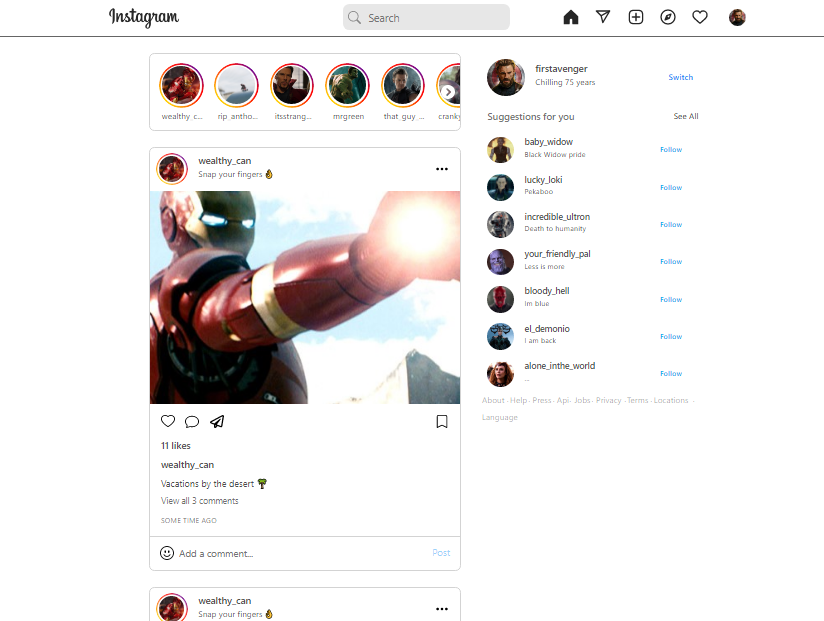 Instagram
Search
wealthy_c...
rip_antho...
itsstrang...
mrgreen
that_guy_...
wealthy_can
Snap your fingers
11 likes
wealthy_can
Vacations by the desert
View all 3 comments
SOME TIME AGO
Add a comment...
Post
wealthy_can
Snap your fingers
firstavenger
Chilling 75 years
Switch
Suggestions for you
See All
baby_widow
Black Widow pride
Follow
lucky_loki
Pekaboo
Follow
incredible_ultron
Death to humanity
Follow
your_friendly_pal
Less is more
Follow
bloody_hell
Im blue
Follow
el_demonio
I am back
Follow
alone_inthe_world
...
Follow
About · Help · Press · Api · Jobs · Privacy · Terms · Locations ·
Language